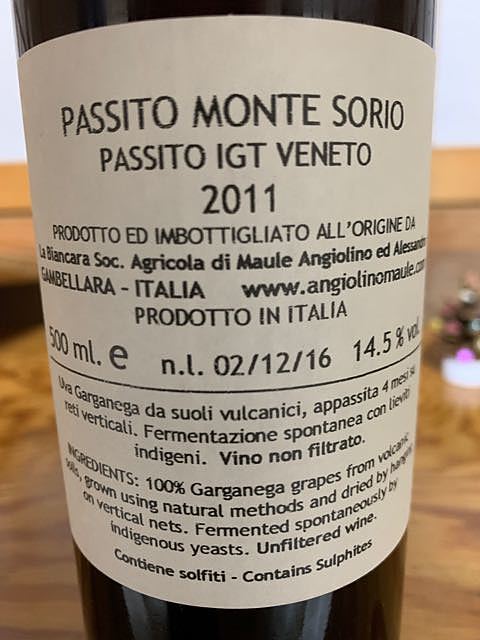 PASSITO MONTE SORIO
PASSITO IGT VENETO
2011
PRODOTTO ED IMBOTTIGLIATO ALL'ORIGINE DA
La Biancara Soc. Agricola di Maule Angiolino ed Alessandro
GAMBELLARA - ITALIA www.angiolinomaule.com
PRODOTTO IN ITALIA
500 ml. e n.l. 02/12/16 14.5 % vol.
Uva Garganega da suoli vulcanici, appassita 4 mesi su
reti verticali. Fermentazione spontanea con lieviti
indigeni. Vino non filtrato.
INGREDIENTS: 100% Garganega grapes from volcanic
soils, grown using natural methods and dried by hanging
on vertical nets. Fermented spontaneously by
indigenous yeasts. Unfiltered wine.
Contiene solfiti - Contains Sulphites